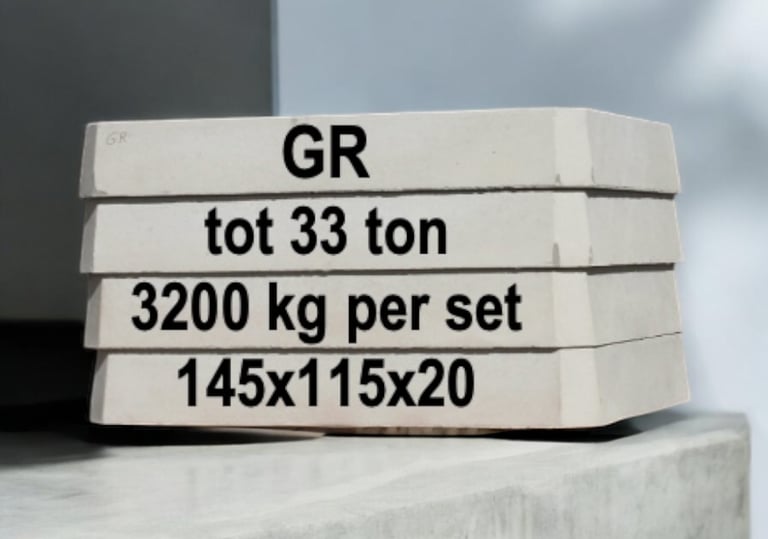 GR
GR
tot 33 ton
3200 kg per set
145x115x20